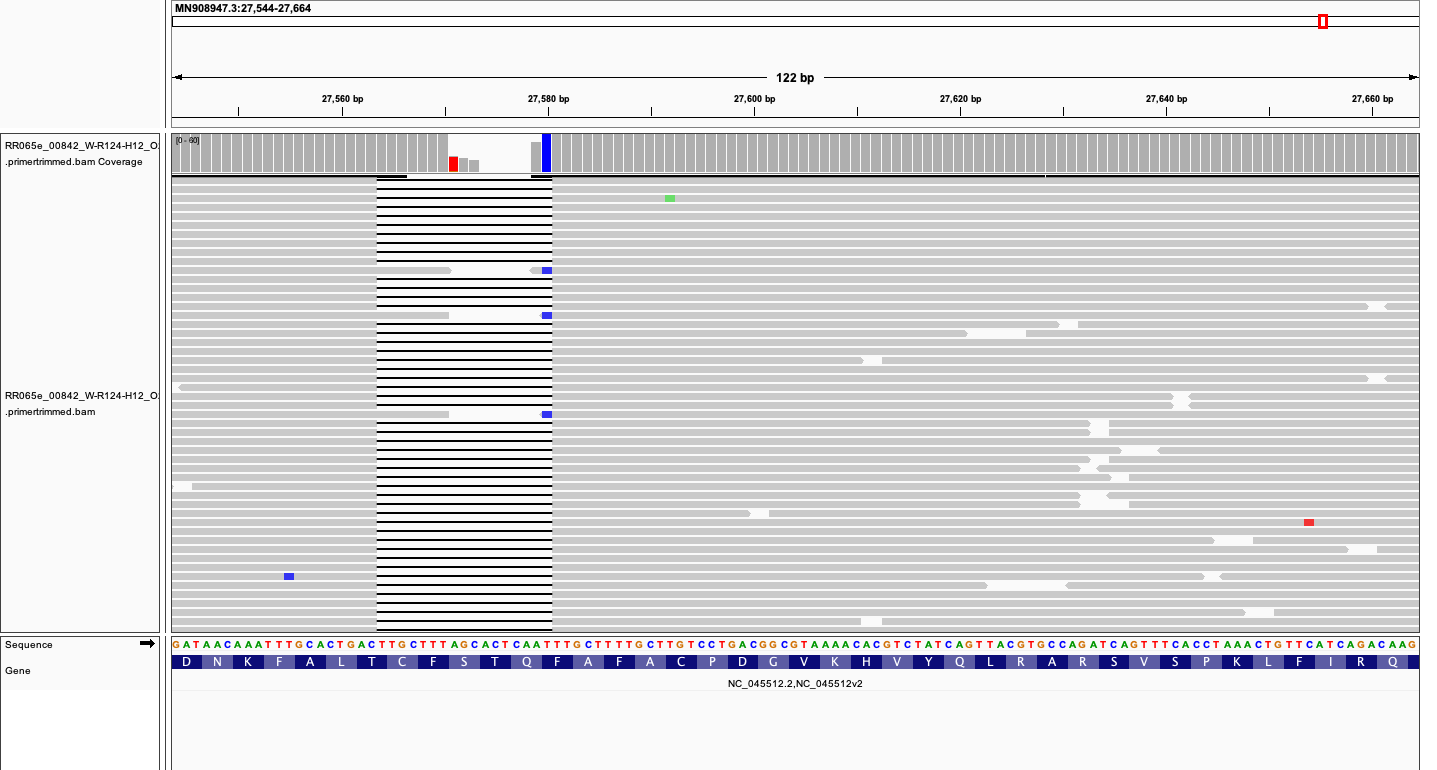 MN908947.3:27,544-27,664
122 bp
27,560 bp 27,580 bp 27,600 bp 27,620 bp 27,640 bp 27,660 bp
RR065e_00842_W-R124-H12_O
.primertrimmed.bam Coverage
[0 - 60]
RR065e_00842_W-R124-H12_O
.primertrimmed.bam
Sequence
GATAACAAATTTGCACTGACTTGCTTTAGCACTCAATTTGCTTTTGCTTGTCCTGACGGCGTAAAACACGTCTATCAGTTACGTGCCAGATCAGTTTCACCTAAACTGTTCATCAGACAAG
Gene
D N K F A L T C F S T Q F A F A C P D G V K H V Y Q L R A R S V S P K L F I R Q
NC_045512.2,NC_045512v2